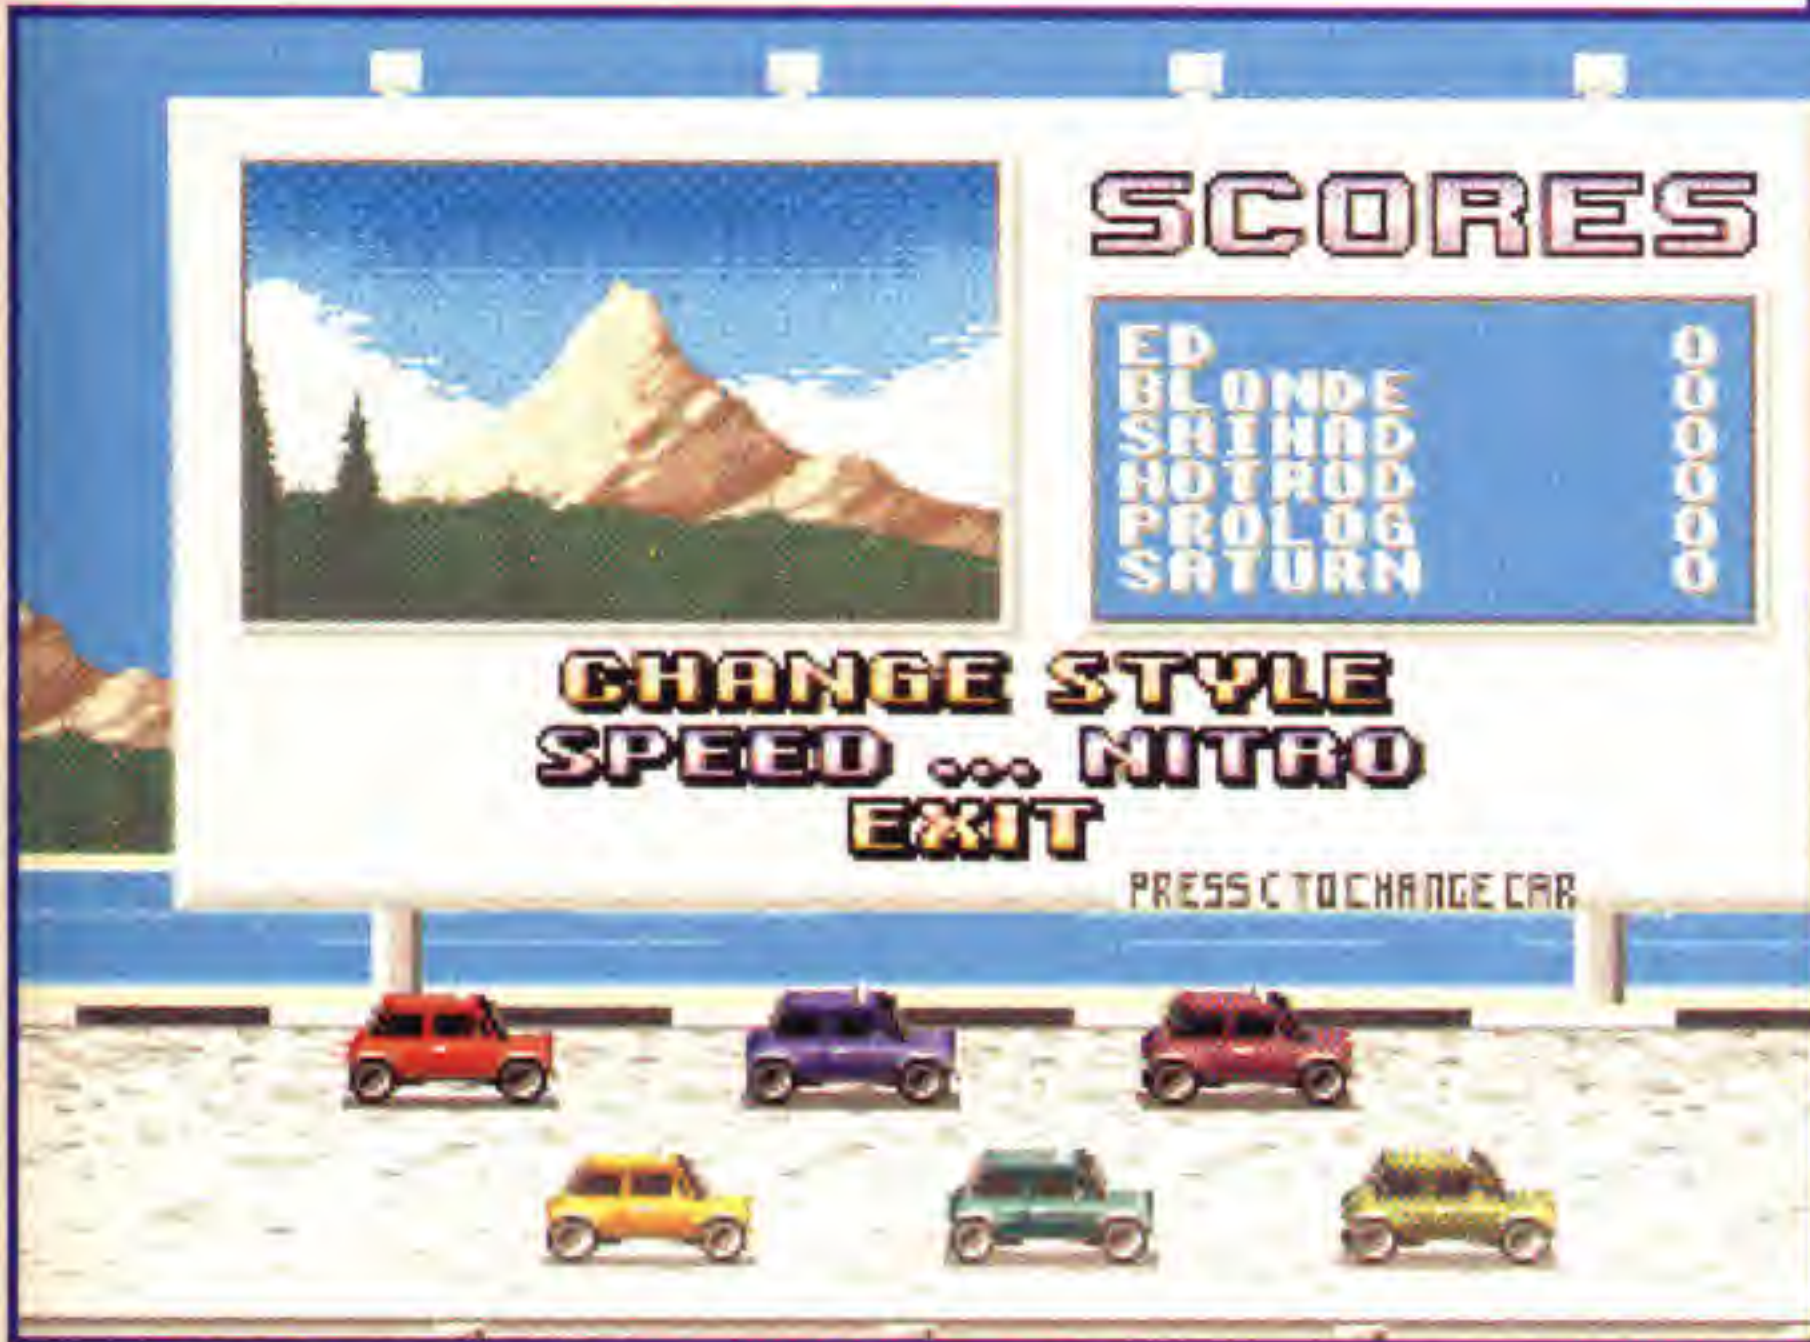 SCORES
ED 0
BLONDE 0
SHIHAD 0
HOTROD 0
PROLOG 0
SATURN 0
CHANGE STYLE
SPEED ... NITRO
EXIT
PRESS C TO CHANGE CAR